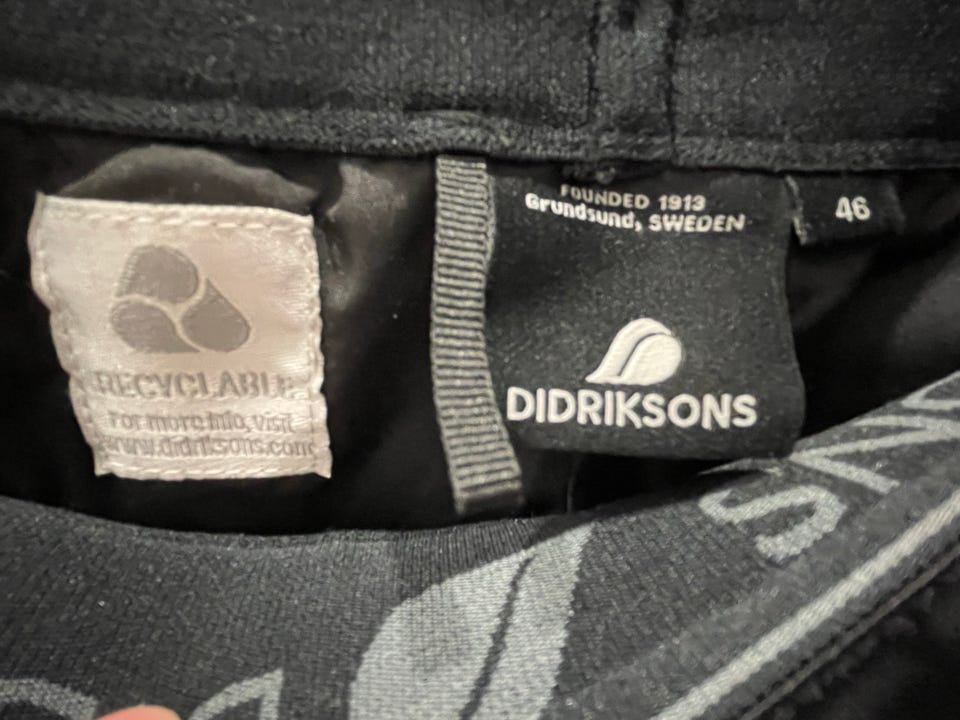 RECYCLABLE
For more info, visit
www.didriksons.com
FOUNDED 1913
Grundsund, SWEDEN
DIDRIKSONS
46